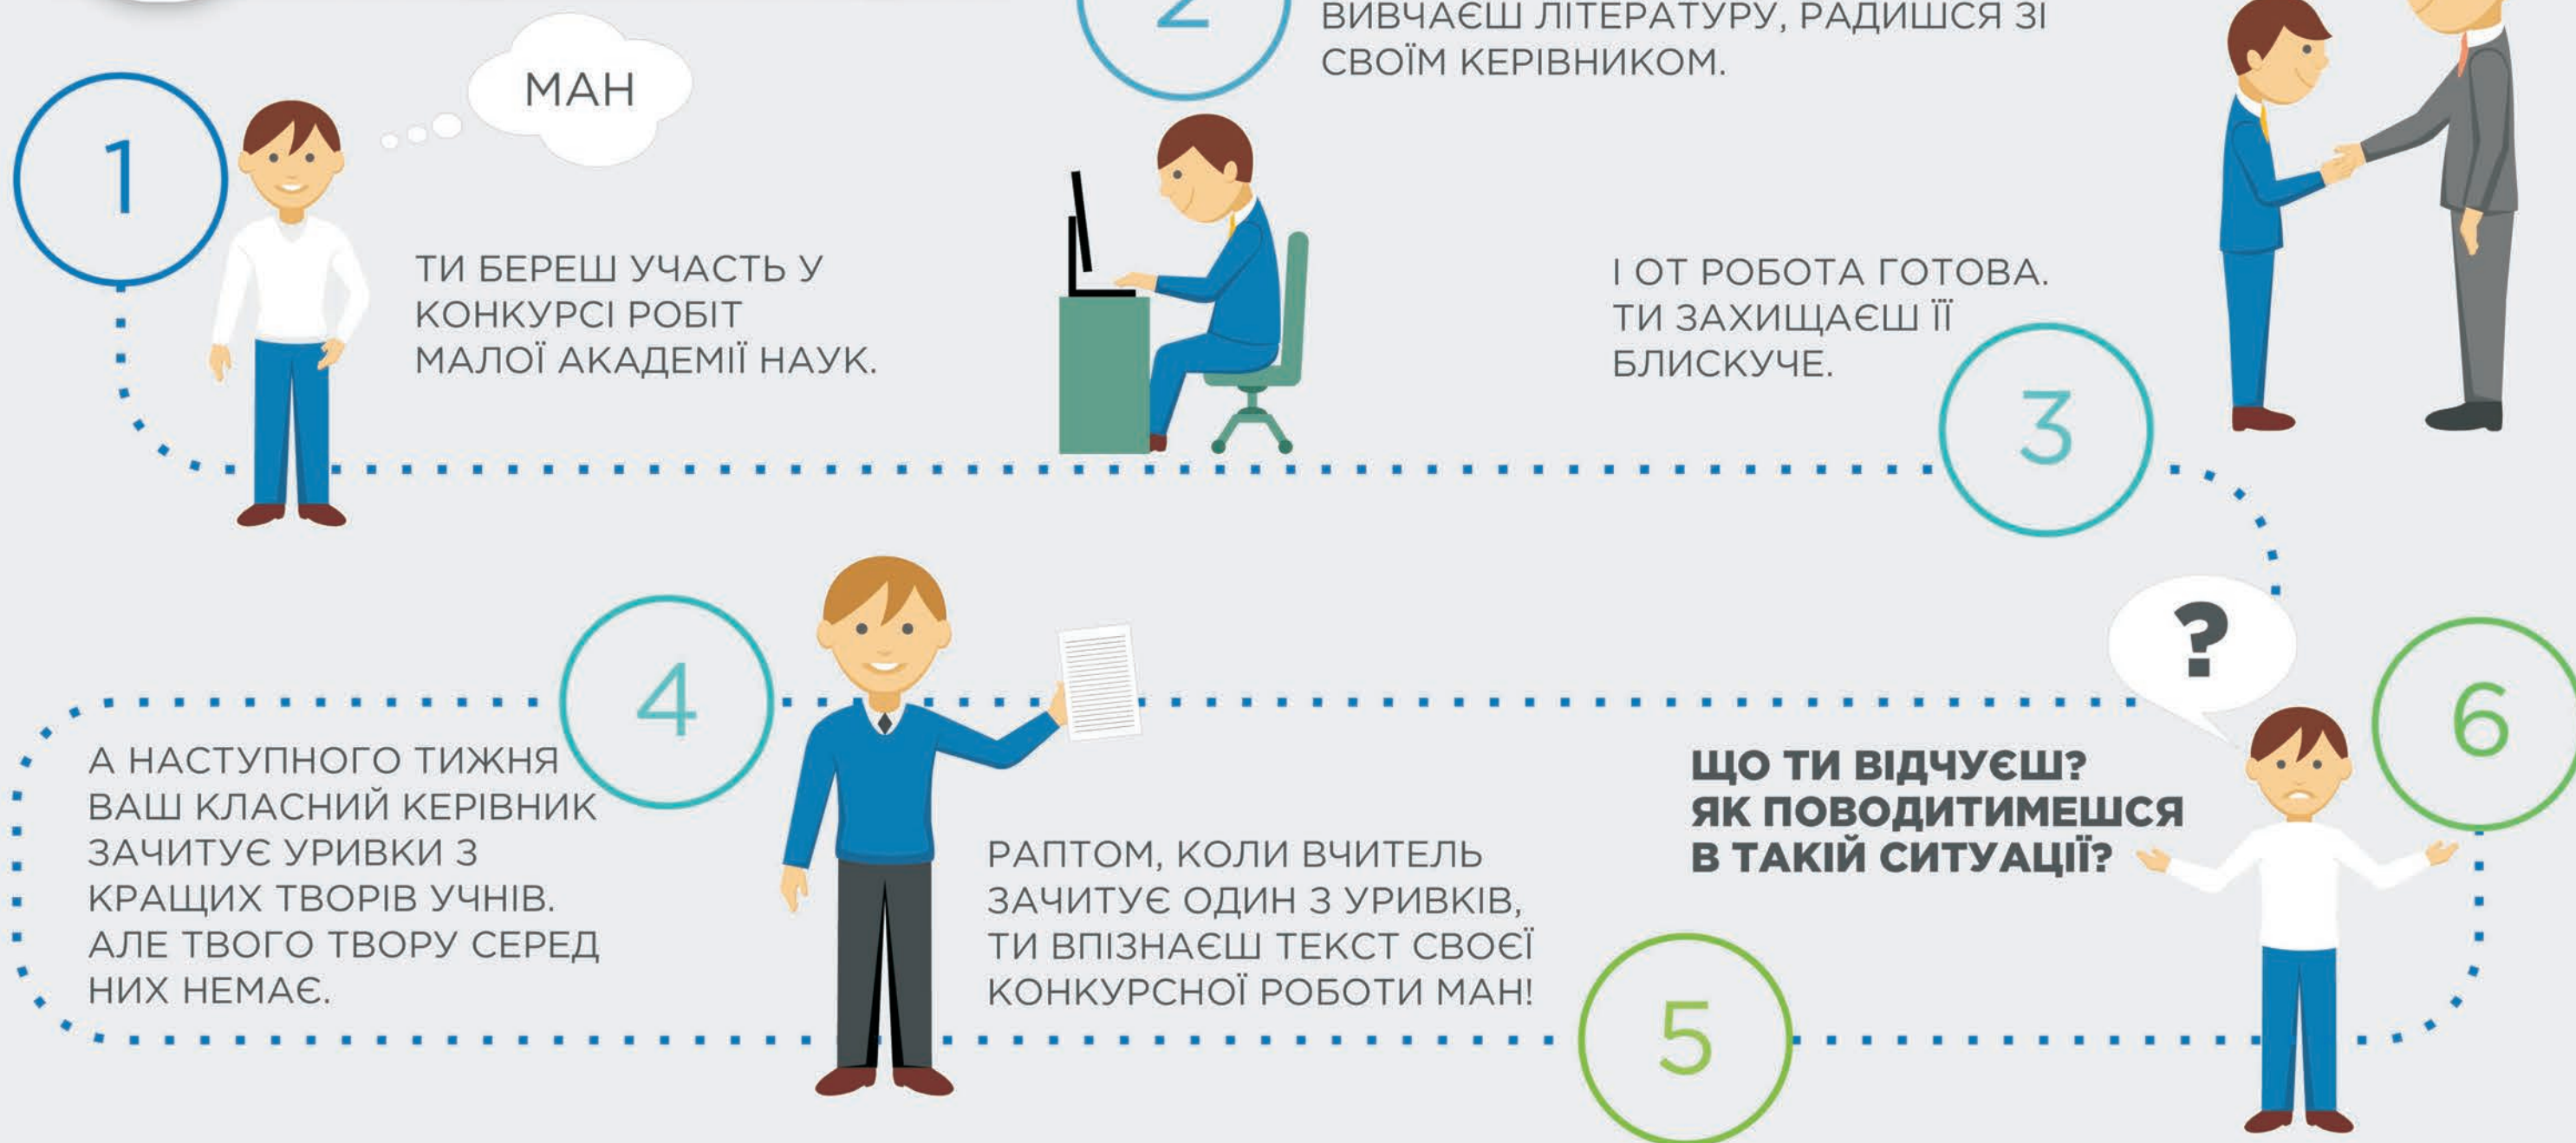 1
МАН
ТИ БЕРЕШ УЧАСТЬ У
КОНКУРСІ РОБІТ
МАЛОЇ АКАДЕМІЇ НАУК.
2
ВИВЧАЄШ ЛІТЕРАТУРУ, РАДИШСЯ ЗІ
СВОЇМ КЕРІВНИКОМ.
І ОТ РОБОТА ГОТОВА.
ТИ ЗАХИЩАЄШ ЇЇ
БЛИСКУЧЕ.
3
4
А НАСТУПНОГО ТИЖНЯ
ВАШ КЛАСНИЙ КЕРІВНИК
ЗАЧИТУЄ УРИВКИ З
КРАЩИХ ТВОРІВ УЧНІВ.
АЛЕ ТВОГО ТВОРУ СЕРЕД
НИХ НЕМАЄ.
РАПТОМ, КОЛИ ВЧИТЕЛЬ
ЗАЧИТУЄ ОДИН З УРИВКІВ,
ТИ ВПІЗНАЄШ ТЕКСТ СВОЄЇ
КОНКУРСНОЇ РОБОТИ МАН!
5
?
6
ЩО ТИ ВІДЧУЄШ?
ЯК ПОВОДИТИМЕШСЯ
В ТАКІЙ СИТУАЦІЇ?